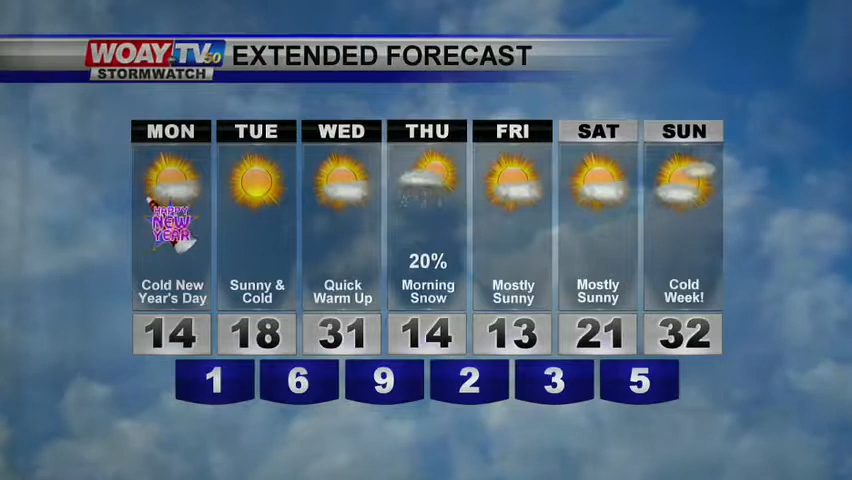 WOAY-TV 50 EXTENDED FORECAST
STORMWATCH
MON TUE WED THU FRI SAT SUN
HAPPY
NEW
YEAR
20%
Cold New Year's Day
Sunny & Cold
Quick Warm Up
Morning Snow
Mostly Sunny
Mostly Sunny
Cold Week!
14 18 31 14 13 21 32
1 6 9 2 3 5